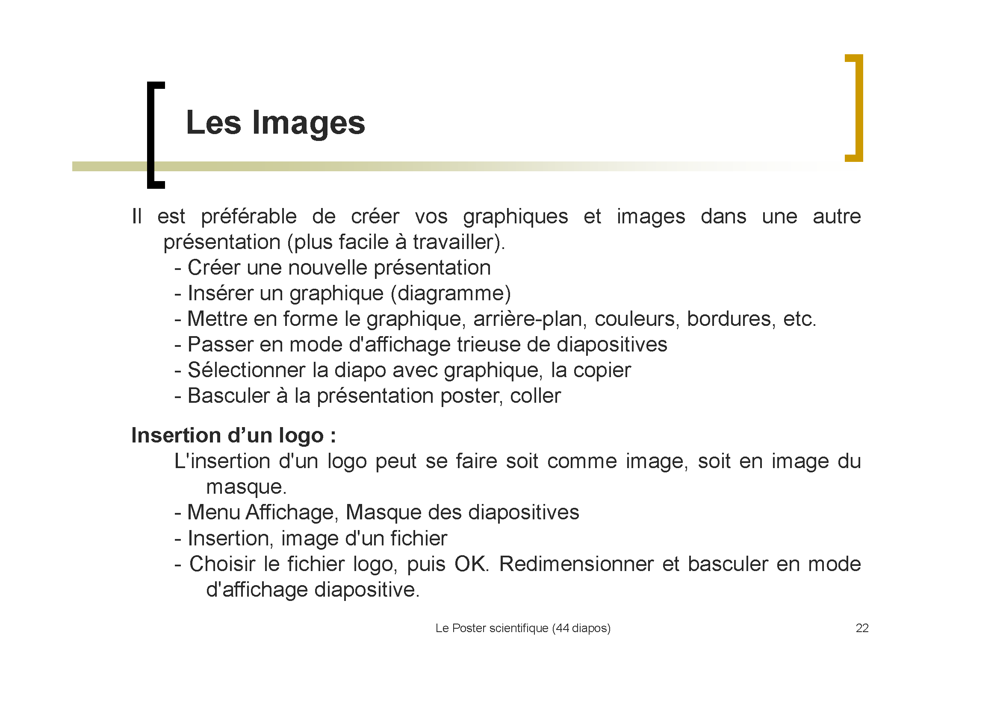 Les Images
Il est préférable de créer vos graphiques et images dans une autre
présentation (plus facile à travailler).
- Créer une nouvelle présentation
- Insérer un graphique (diagramme)
- Mettre en forme le graphique, arrière-plan, couleurs, bordures, etc.
- Passer en mode d'affichage trieuse de diapositives
- Sélectionner la diapo avec graphique, la copier
- Basculer à la présentation poster, coller
Insertion d’un logo :
L'insertion d'un logo peut se faire soit comme image, soit en image du
masque.
- Menu Affichage, Masque des diapositives
- Insertion, image d'un fichier
- Choisir le fichier logo, puis OK. Redimensionner et basculer en mode
d'affichage diapositive.
Le Poster scientifique (44 diapos)
22